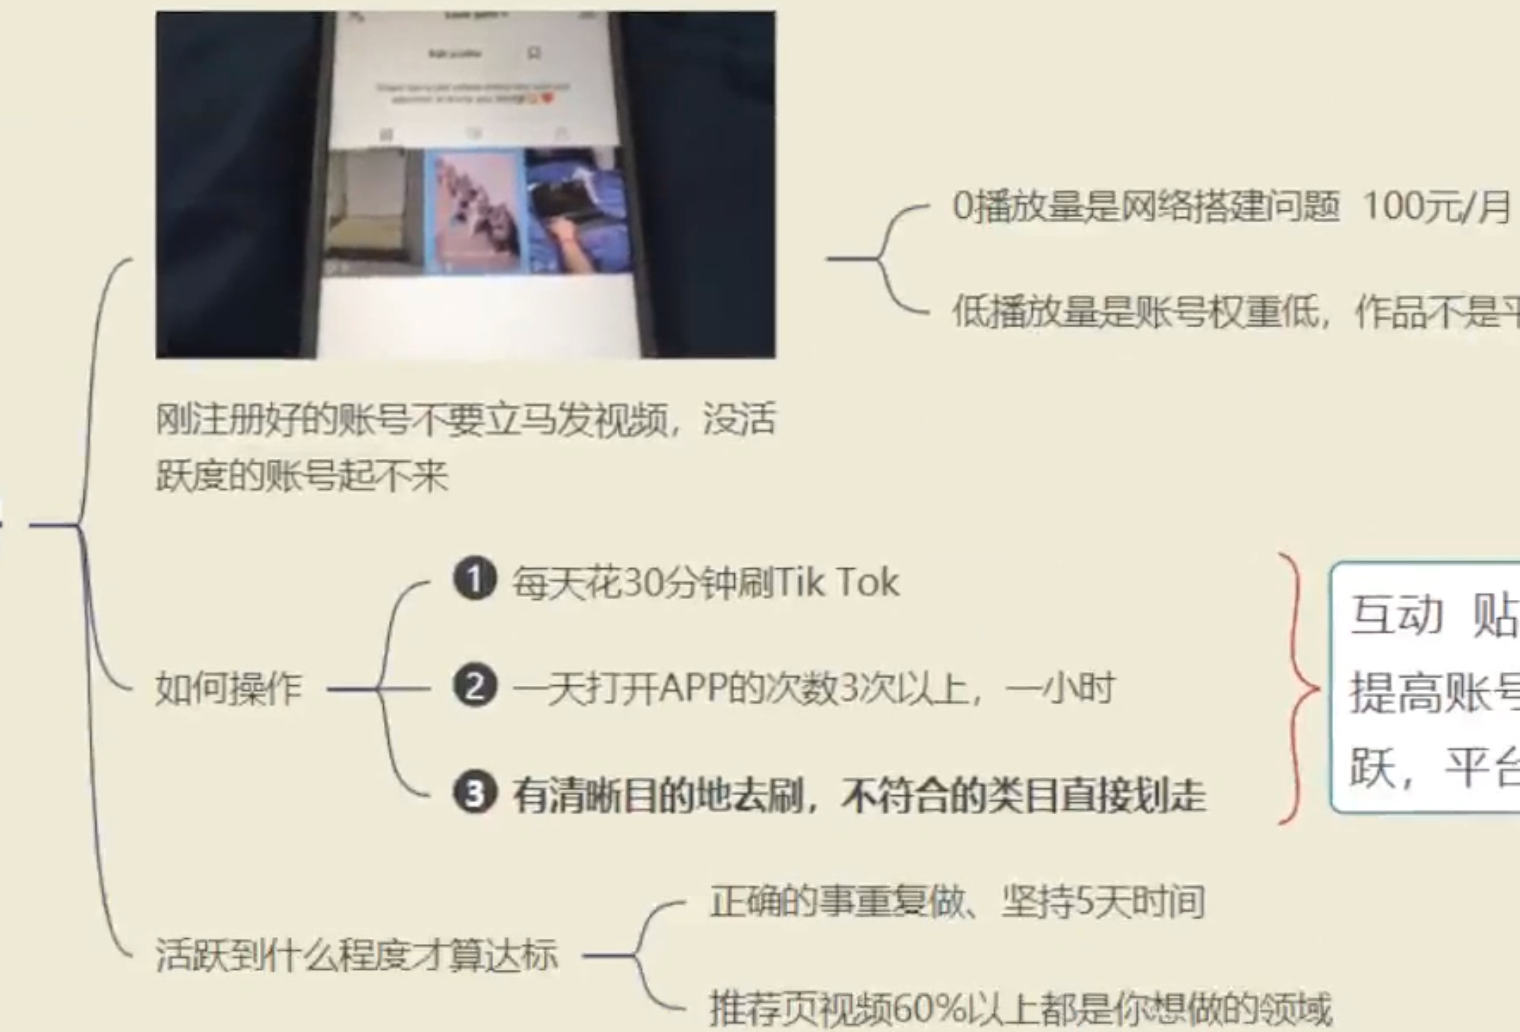 0播放量是网络搭建问题 100元/月
低播放量是账号权重低，作品不是平
刚注册好的账号不要立马发视频，没活
跃度的账号起不来
如何操作
1 每天花30分钟刷Tik Tok
2 一天打开APP的次数3次以上，一小时
3 有清晰目的地去刷，不符合的类目直接划走
互动 贴
提高账号
跃，平台
活跃到什么程度才算达标
正确的事重复做、坚持5天时间
推荐页视频60%以上都是你想做的领域